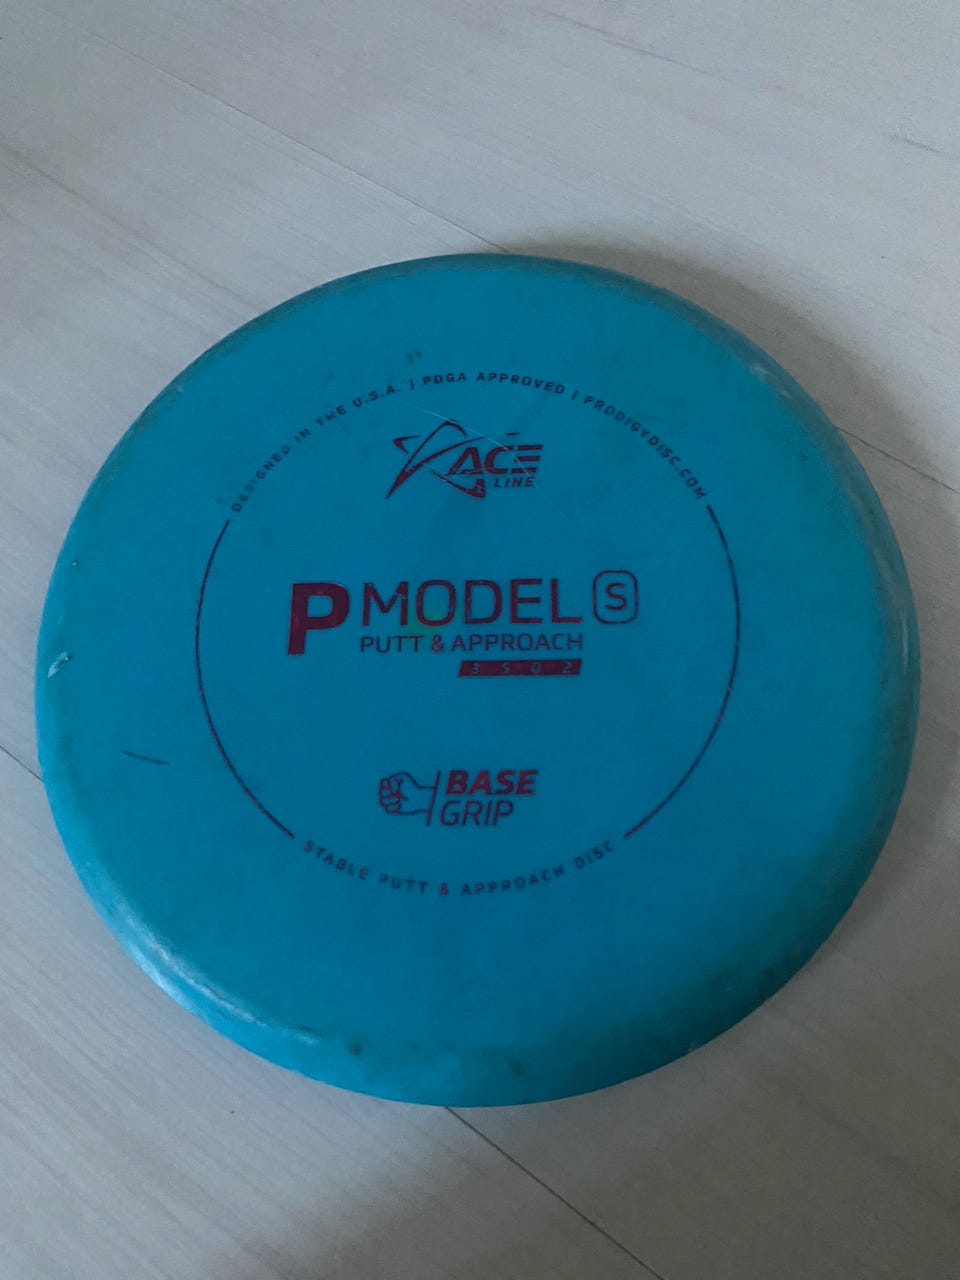 DESIGNED IN THE U.S.A. | PDGA APPROVED | PRODIGYDISC.COM
ACE
LINE
P MODEL S
PUTT & APPROACH
3 5 0 2
BASE
GRIP
STABLE PUTT & APPROACH DISC